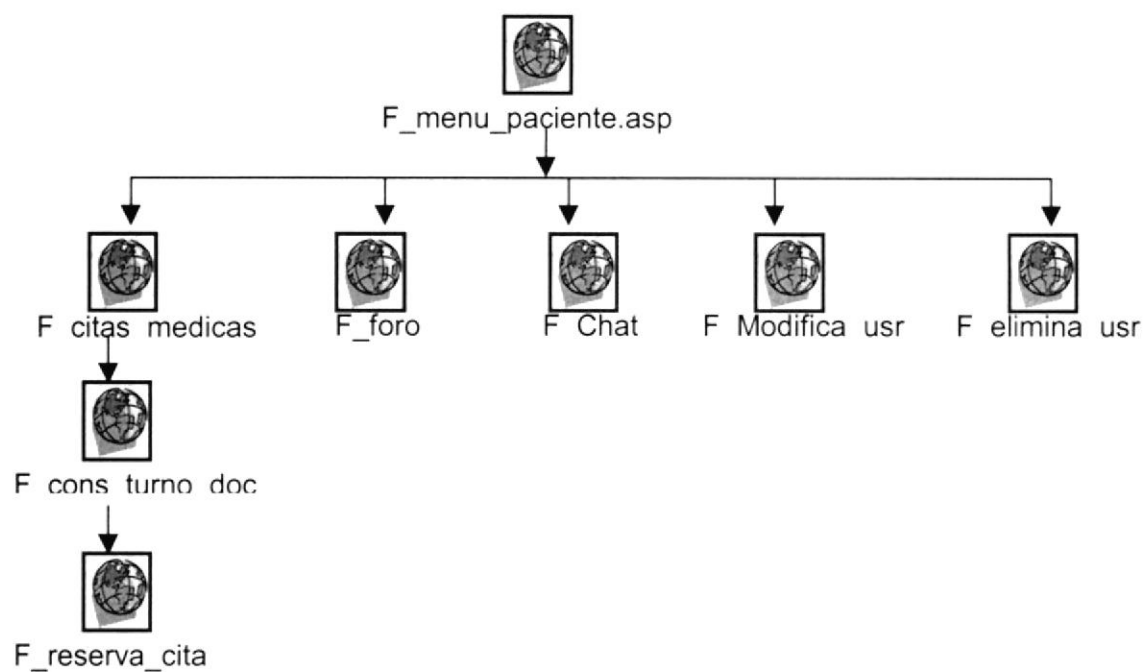 F_menu_paciente.asp
F citas medicas
F_foro
F Chat
F Modifica usr
F elimina usr
F cons turno doc
F_reserva_cita